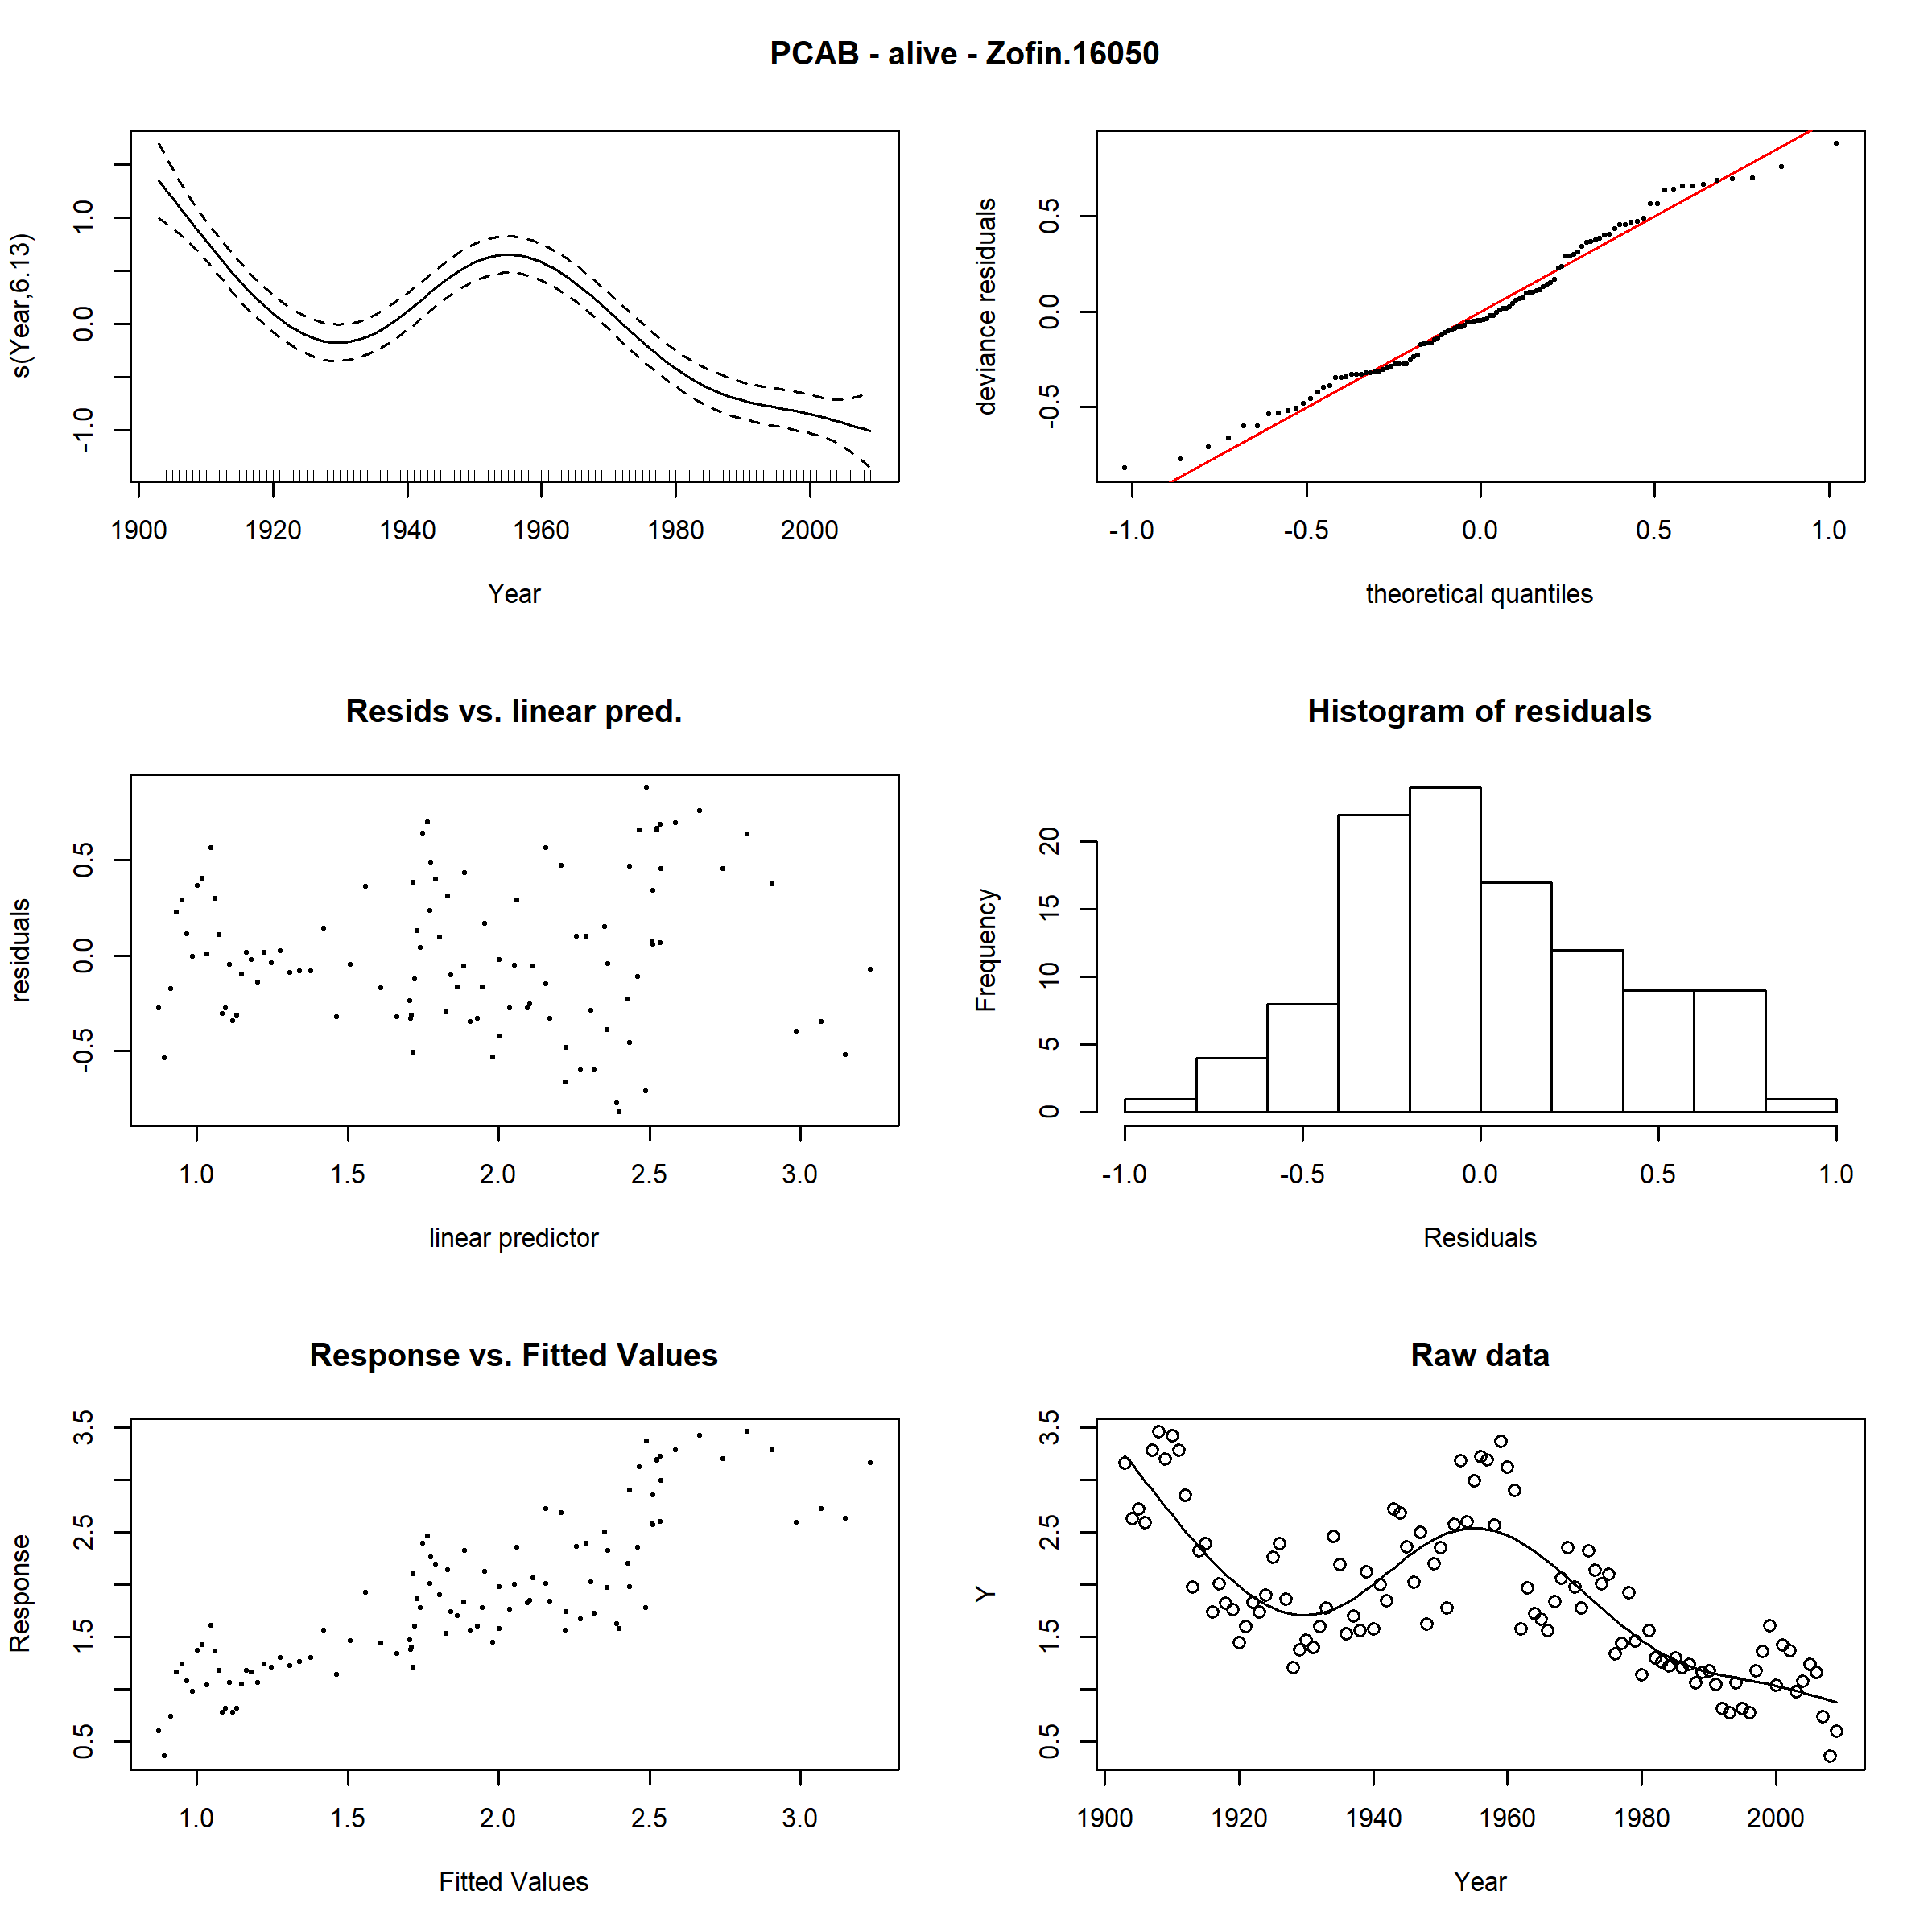 PCAB - alive - Zofin.16050
s(Year,6.13)
-1.0 0.0 1.0
1900 1920 1940 1960 1980 2000
Year
deviance residuals
-0.5 0.0 0.5
-1.0 -0.5 0.0 0.5 1.0
theoretical quantiles
Resids vs. linear pred.
residuals
-0.5 0.0 0.5
1.0 1.5 2.0 2.5 3.0
linear predictor
Histogram of residuals
Frequency
0 5 10 15 20
-1.0 -0.5 0.0 0.5 1.0
Residuals
Response vs. Fitted Values
Response
0.5 1.5 2.5 3.5
1.0 1.5 2.0 2.5 3.0
Fitted Values
Raw data
Y
0.5 1.5 2.5 3.5
1900 1920 1940 1960 1980 2000
Year